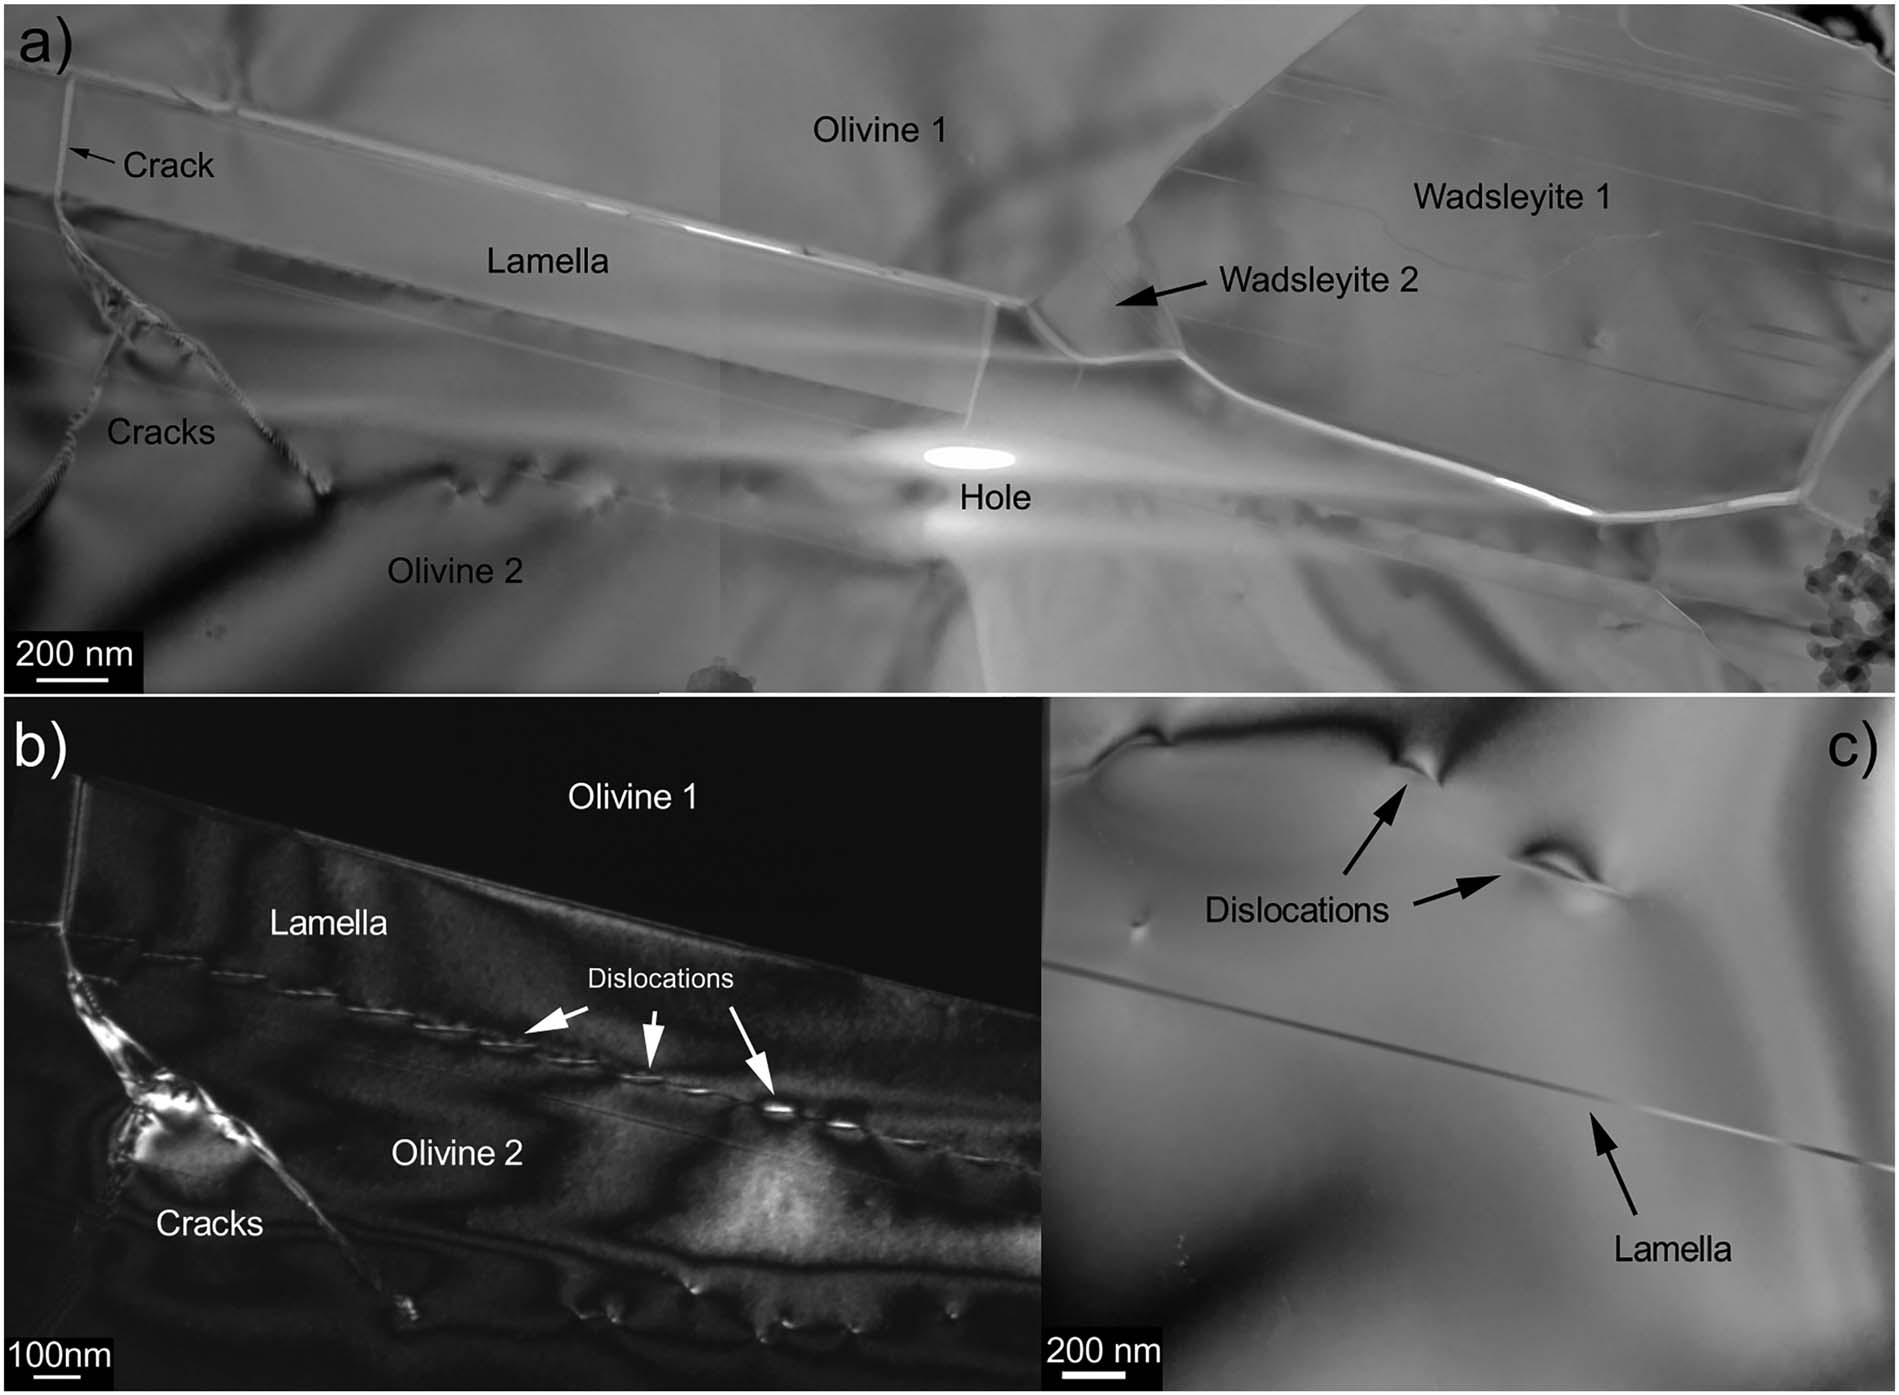 a)
Olivine 1
Crack
Wadsleyite 1
Lamella
Wadsleyite 2
Cracks
Hole
Olivine 2
200 nm
b)
Olivine 1
Lamella
Dislocations
Olivine 2
Cracks
100nm
c)
Dislocations
Lamella
200 nm